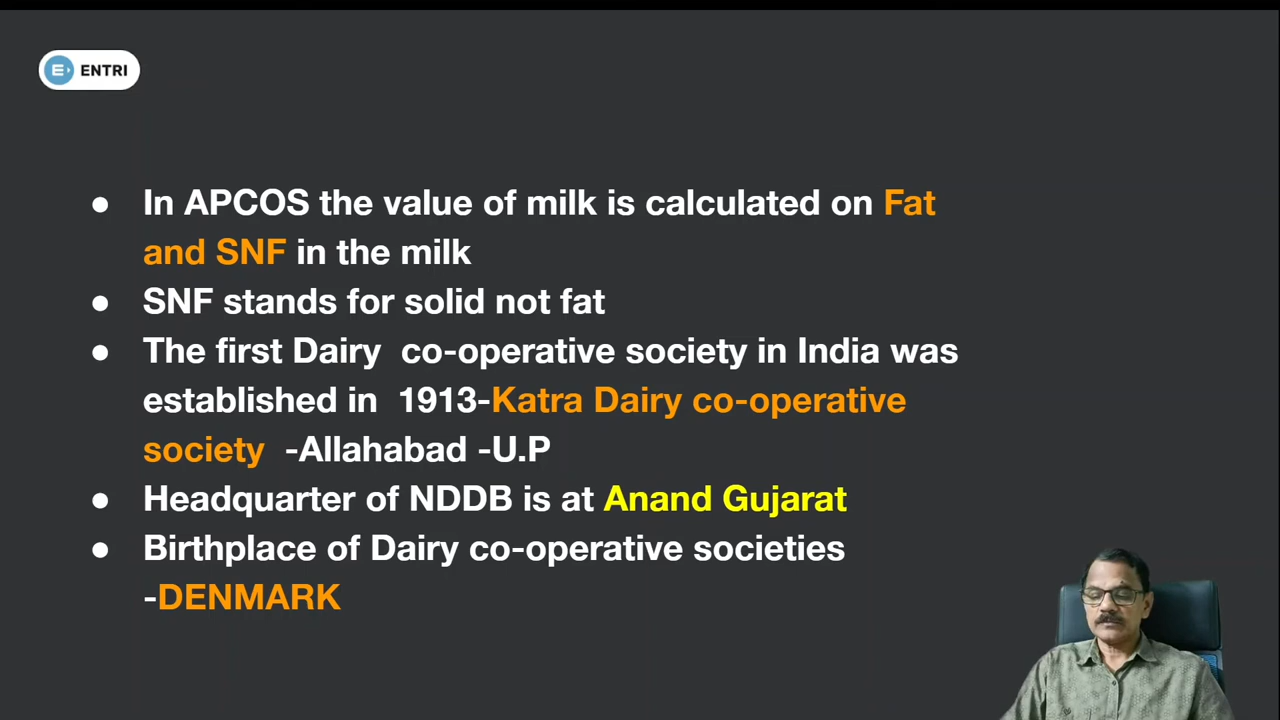 ENTRI
● In APCOS the value of milk is calculated on Fat
and SNF in the milk
● SNF stands for solid not fat
● The first Dairy co-operative society in India was
established in 1913-Katra Dairy co-operative
society -Allahabad -U.P
● Headquarter of NDDB is at Anand Gujarat
● Birthplace of Dairy co-operative societies
-DENMARK